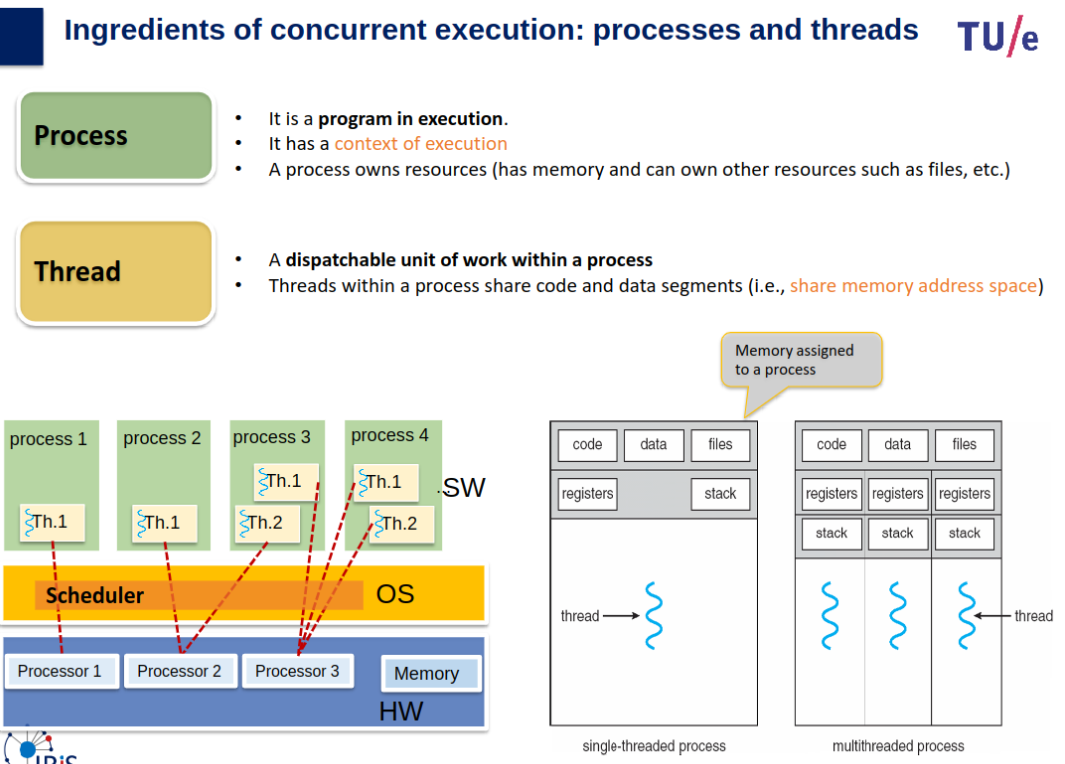 Ingredients of concurrent execution: processes and threads
TU/e
Process
• It is a program in execution.
• It has a context of execution
• A process owns resources (has memory and can own other resources such as files, etc.)
Thread
• A dispatchable unit of work within a process
• Threads within a process share code and data segments (i.e., share memory address space)
Memory assigned
to a process
process 1
process 2
process 3
process 4
Th.1
Th.1
Th.1
Th.2
Th.1
Th.2
SW
Scheduler
OS
Processor 1
Processor 2
Processor 3
Memory
HW
code
data
files
registers
stack
thread
single-threaded process
code
data
files
registers
registers
registers
stack
stack
stack
thread
multithreaded process